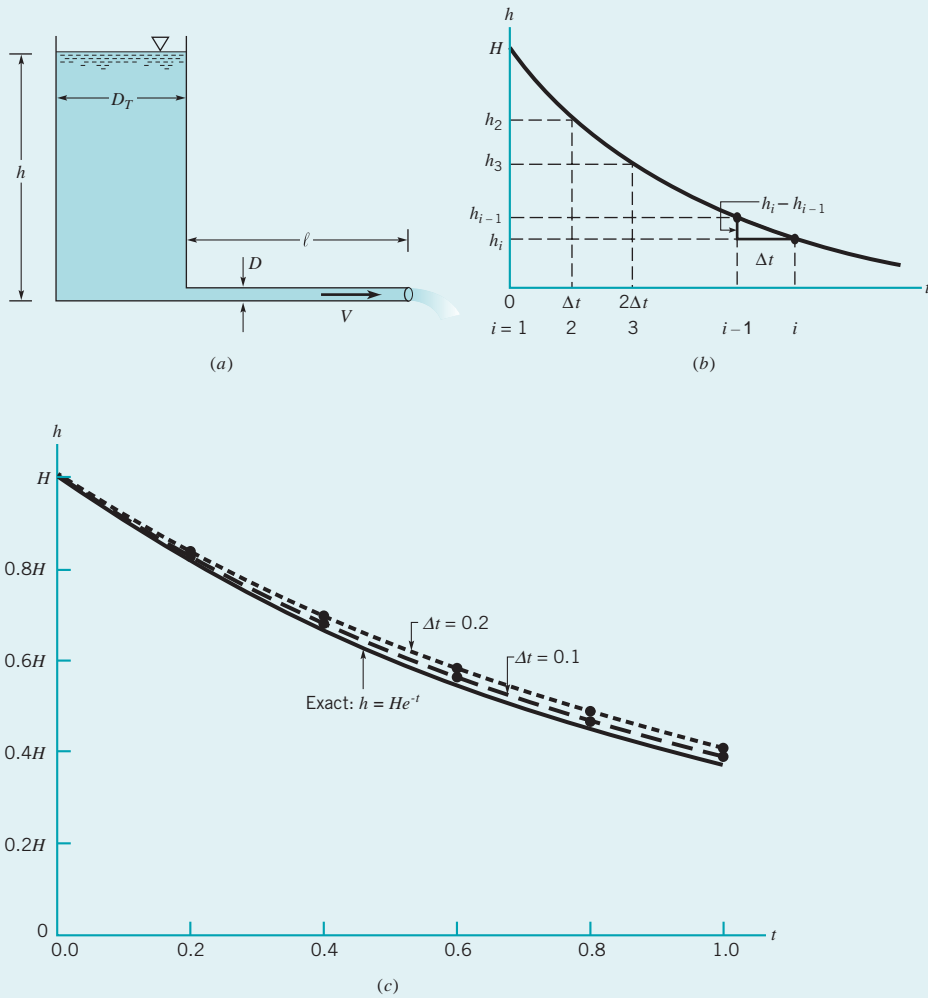 D_T
h
ℓ
D
V
(a)
h
H
h_2
h_3
h_{i–1}
h_i
h_i – h_{i–1}
Δt
t
0 Δt 2Δt
i = 1 2 3 i – 1 i
(b)
h
H
0.8H
0.6H
0.4H
0.2H
0
Δt = 0.2
Δt = 0.1
Exact: h = He^{-t}
0.0 0.2 0.4 0.6 0.8 1.0 t
(c)